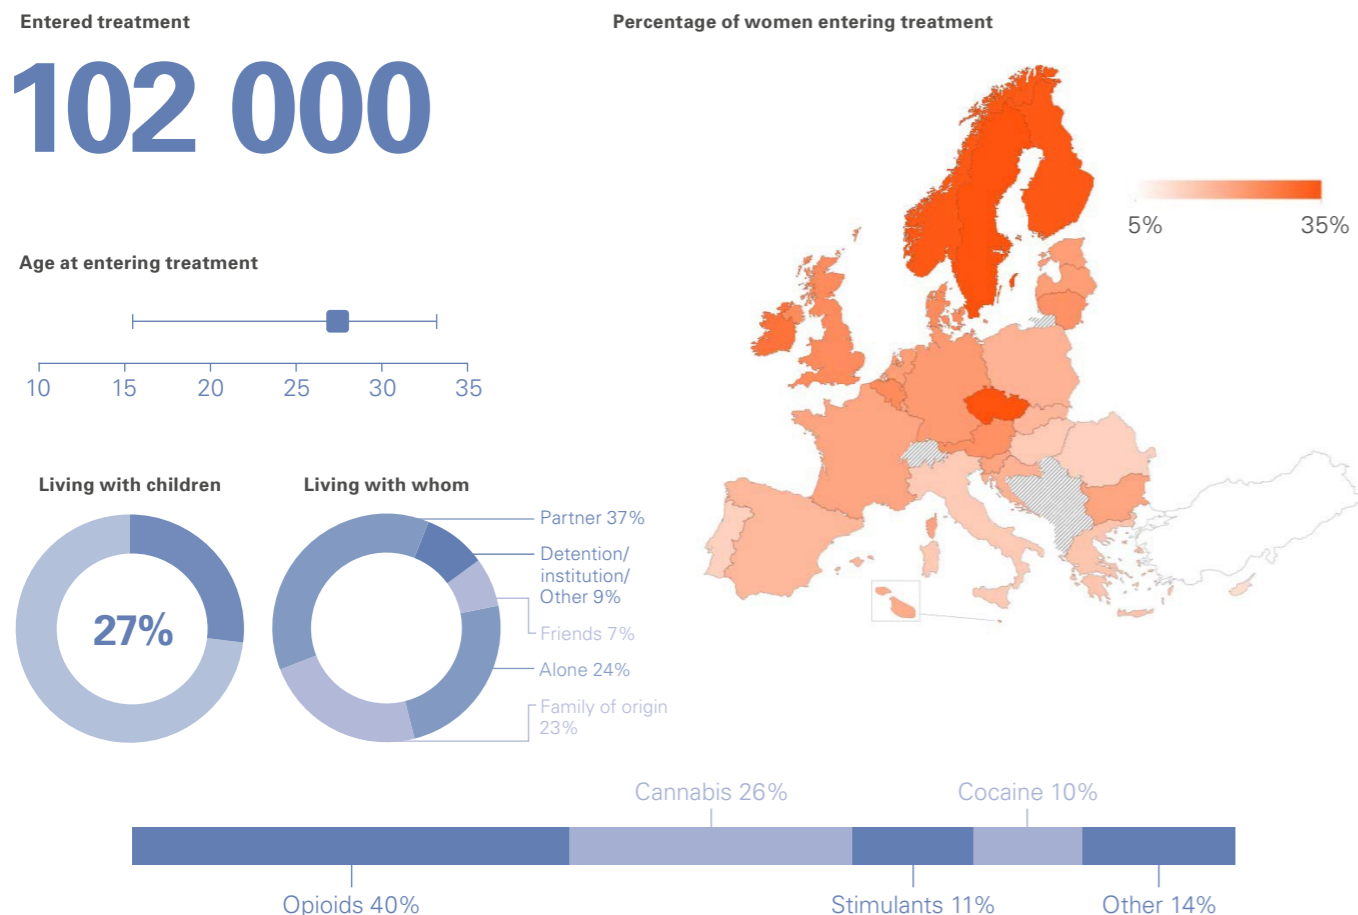 Entered treatment
102 000
Percentage of women entering treatment
5%
35%
Age at entering treatment
10
15
20
25
30
35
Living with children
27%
Living with whom
Partner 37%
Detention/
institution/
Other 9%
Friends 7%
Alone 24%
Family of origin
23%
Cannabis 26%
Cocaine 10%
Opioids 40%
Stimulants 11%
Other 14%